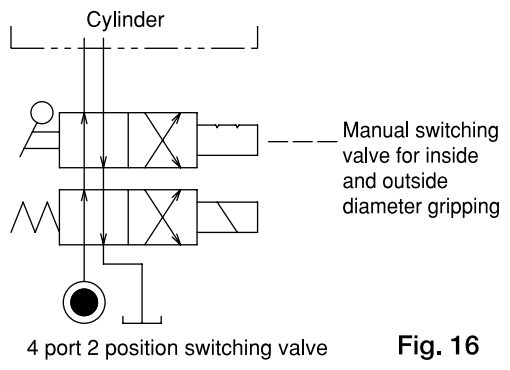 Cylinder
Manual switching
valve for inside
and outside
diameter gripping
4 port 2 position switching valve
Fig. 16